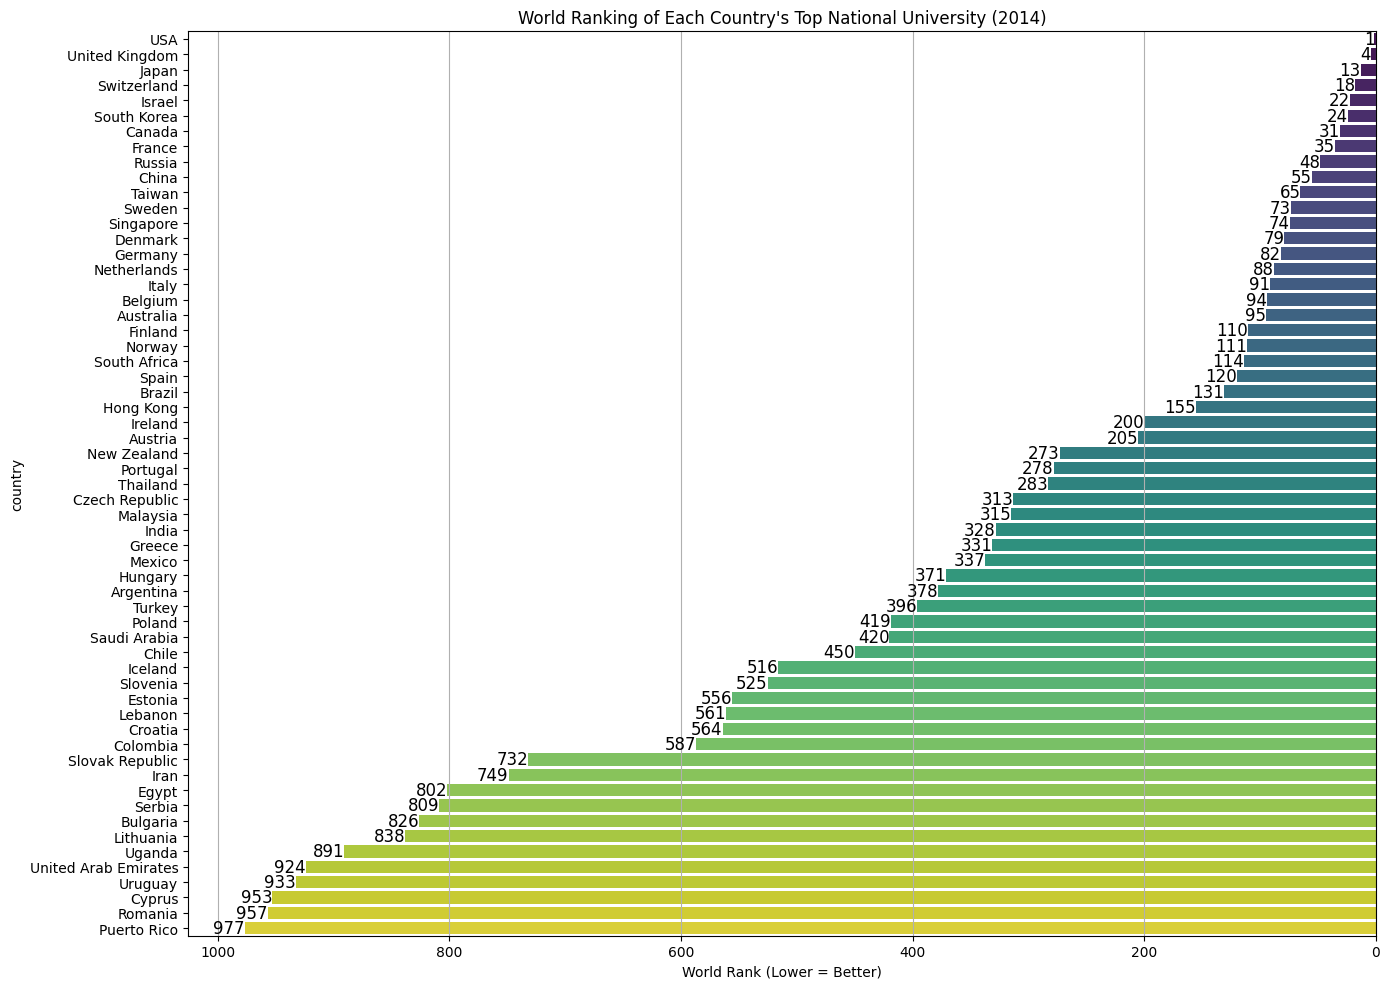 World Ranking of Each Country's Top National University (2014)
USA 1
United Kingdom 4
Japan 13
Switzerland 18
Israel 22
South Korea 24
Canada 31
France 35
Russia 48
China 55
Taiwan 65
Sweden 73
Singapore 74
Denmark 79
Germany 82
Netherlands 88
Italy 91
Belgium 94
Australia 95
Finland 110
Norway 111
South Africa 114
Spain 120
Brazil 131
Hong Kong 155
Ireland 200
Austria 205
New Zealand 273
Portugal 278
Thailand 283
Czech Republic 313
Malaysia 315
India 328
Greece 331
Mexico 337
Hungary 371
Argentina 378
Turkey 396
Poland 419
Saudi Arabia 420
Chile 450
Iceland 516
Slovenia 525
Estonia 556
Lebanon 561
Croatia 564
Colombia 587
Slovak Republic 732
Iran 749
Egypt 802
Serbia 809
Bulgaria 826
Lithuania 838
Uganda 891
United Arab Emirates 924
Uruguay 933
Cyprus 953
Romania 957
Puerto Rico 977
country
1000 800 600 400 200 0
World Rank (Lower = Better)